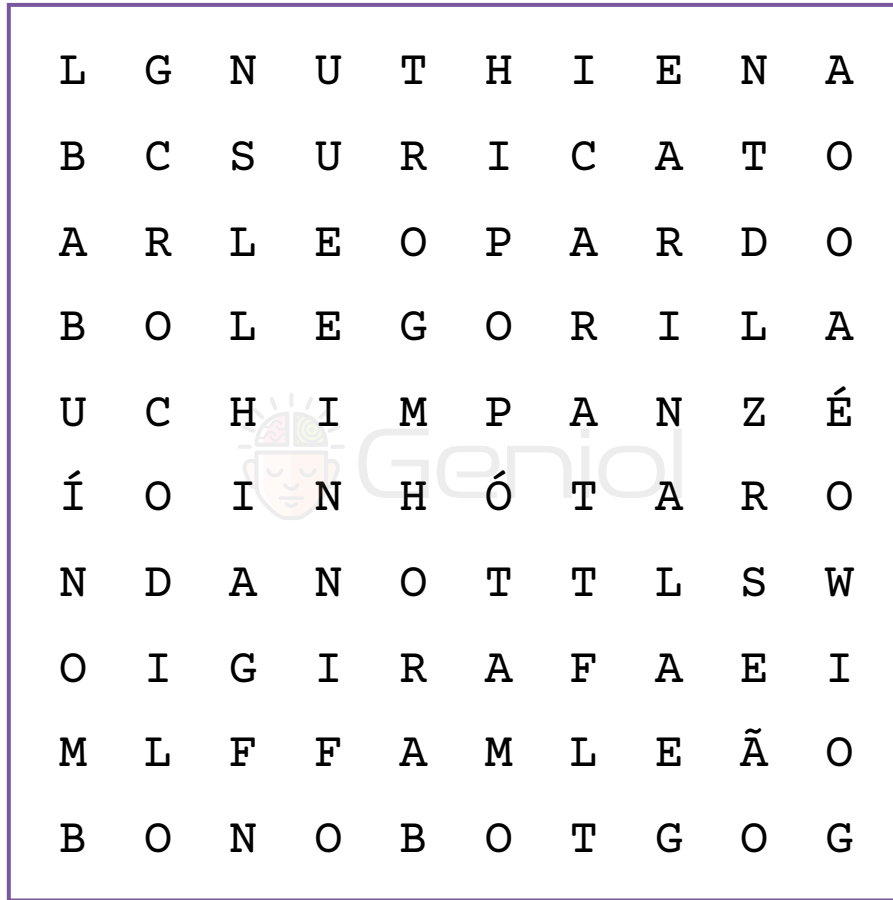 L G N U T H I E N A
B C S U R I C A T O
A R L E O P A R D O
B O L E G O R I L A
U C H I M P A N Z É
Í O I N H Ó T A R O
N D A N O T T L S W
O I G I R A F A E I
M L F F A M L E Ã O
B O N O B O T G O G
Geniol